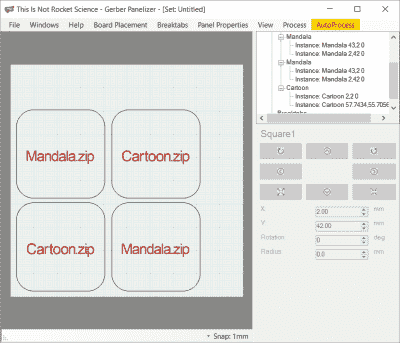 This Is Not Rocket Science - Gerber Panelizer - [Set: Untitled]
File Windows Help Board Placement Breaktabs Panel Properties View Process AutoProcess
Mandala
Instance: Mandala 43,2 0
Instance: Mandala 2,42 0
Mandala
Instance: Mandala 43,2 0
Instance: Mandala 2,42 0
Cartoon
Instance: Cartoon 2,2 0
Instance: Cartoon 57.7434,55.7056
Breaktabs
Square1
X 2.00 mm
Y 42.00 mm
Rotation 0 deg
Radius 0.0 mm
Mandala.zip Cartoon.zip
Cartoon.zip Mandala.zip
Snap: 1mm